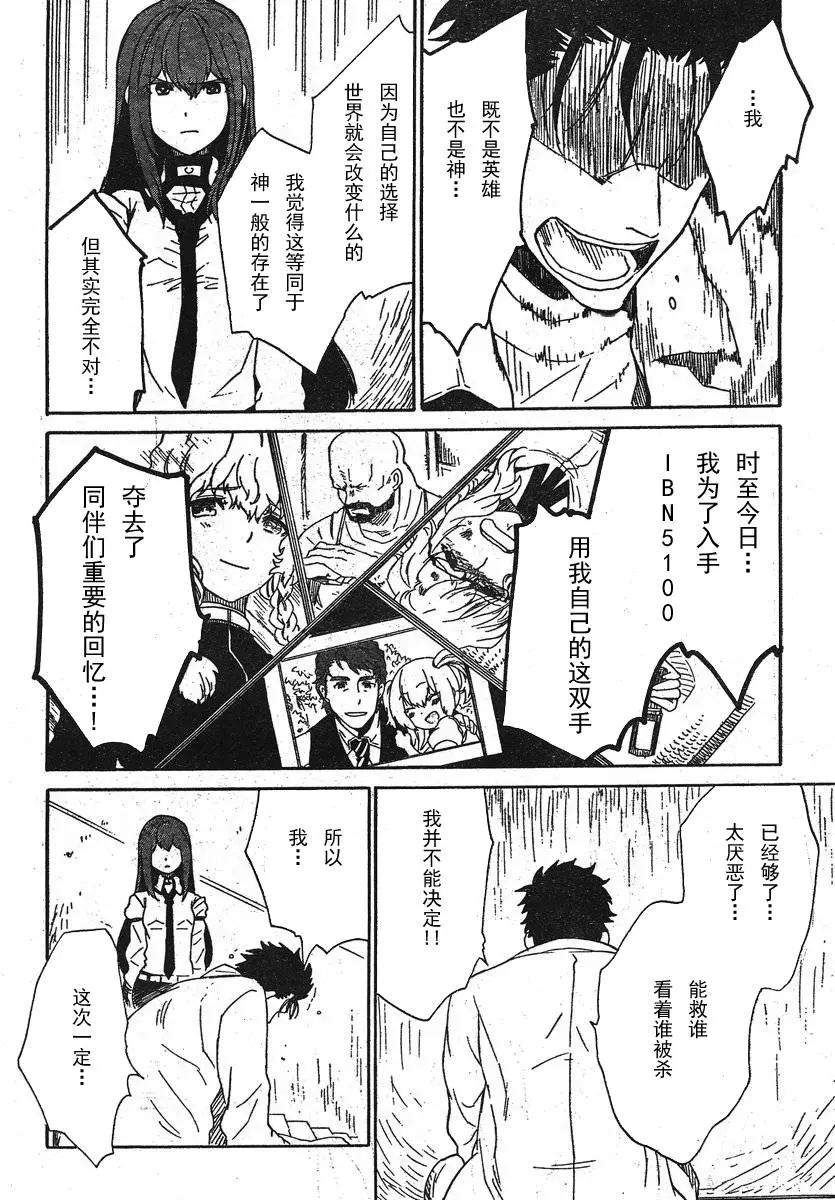 …我
既不是英雄
也不是神…
因为自己的选择
世界就会改变什么的
我觉得这等同于
神一般的存在了
但其实完全不对…
时至今日…
我为了入手
IBN5100
用我自己的这双手
夺去了
同伴们重要的回忆…!
已经够了…
太厌恶了…
能救谁
看着谁被杀
我并不能决定!!
所以
我…
这次一定…